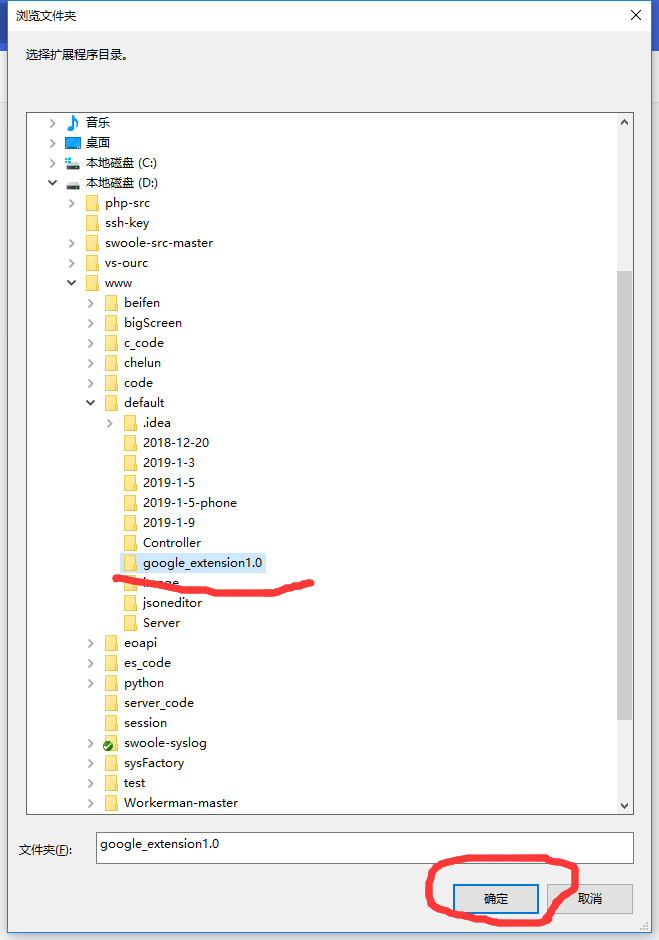 浏览文件夹
选择扩展程序目录。
音乐
桌面
本地磁盘 (C:)
本地磁盘 (D:)
php-src
ssh-key
swoole-src-master
vs-ourc
www
beifen
bigScreen
c_code
chelun
code
default
.idea
2018-12-20
2019-1-3
2019-1-5
2019-1-5-phone
2019-1-9
Controller
google_extension1.0
jsoneditor
Server
eoapi
es_code
python
server_code
session
swoole-syslog
sysFactory
test
Workerman-master
文件夹(F):
google_extension1.0
确定
取消